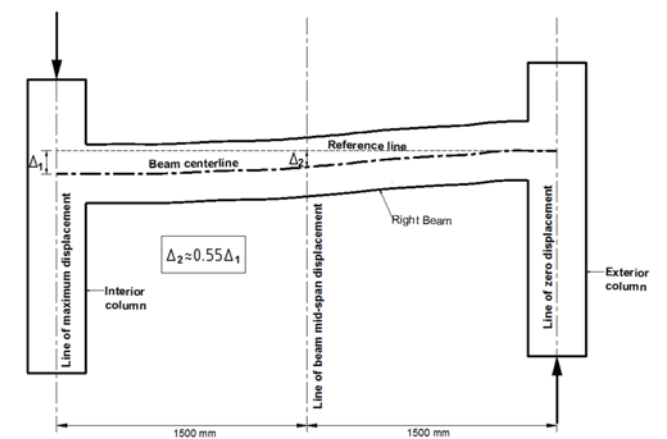 Reference line
Δ1
Beam centerline
Δ2
Right Beam
Δ2≈0.55Δ1
Line of maximum displacement
Interior
column
Line of beam mid-span displacement
Line of zero displacement
Exterior
column
1500 mm
1500 mm